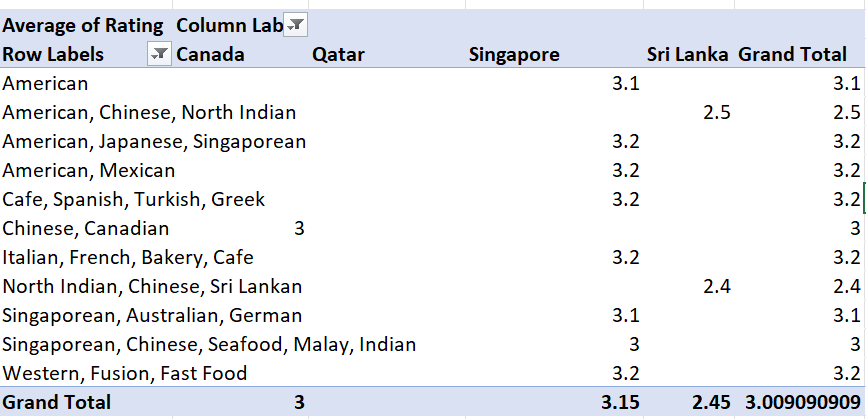 Average of Rating Column Lab
Row Labels Canada Qatar Singapore Sri Lanka Grand Total
American 3.1 3.1
American, Chinese, North Indian 2.5 2.5
American, Japanese, Singaporean 3.2 3.2
American, Mexican 3.2 3.2
Cafe, Spanish, Turkish, Greek 3.2 3.2
Chinese, Canadian 3 3
Italian, French, Bakery, Cafe 3.2 3.2
North Indian, Chinese, Sri Lankan 2.4 2.4
Singaporean, Australian, German 3.1 3.1
Singaporean, Chinese, Seafood, Malay, Indian 3 3
Western, Fusion, Fast Food 3.2 3.2
Grand Total 3 3.15 2.45 3.009090909